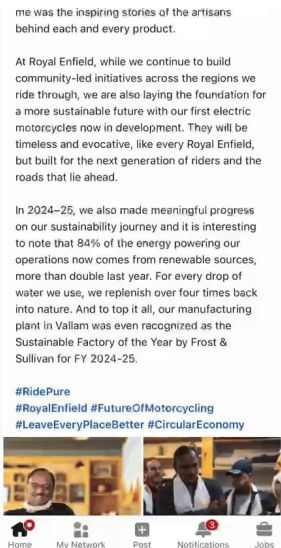 me was the inspiring stories of the artisans
behind each and every product.
At Royal Enfield, while we continue to build
community-led initiatives across the regions we
ride through, we are also laying the foundation for
a more sustainable future with our first electric
motorcycles now in development. They will be
timeless and evocative, like every Royal Enfield,
but built for the next generation of riders and the
roads that lie ahead.
In 2024–25, we also made meaningful progress
on our sustainability journey and it is interesting
to note that 84% of the energy powering our
operations now comes from renewable sources,
more than double last year. For every drop of
water we use, we replenish over four times back
into nature. And to top it all, our manufacturing
plant in Vallam was even recognized as the
Sustainable Factory of the Year by Frost &
Sullivan for FY 2024-25.
#RidePure
#RoyalEnfield #FutureOfMotorcycling
#LeaveEveryPlaceBetter #CircularEconomy
3
Home My Network Post Notifications Jobs